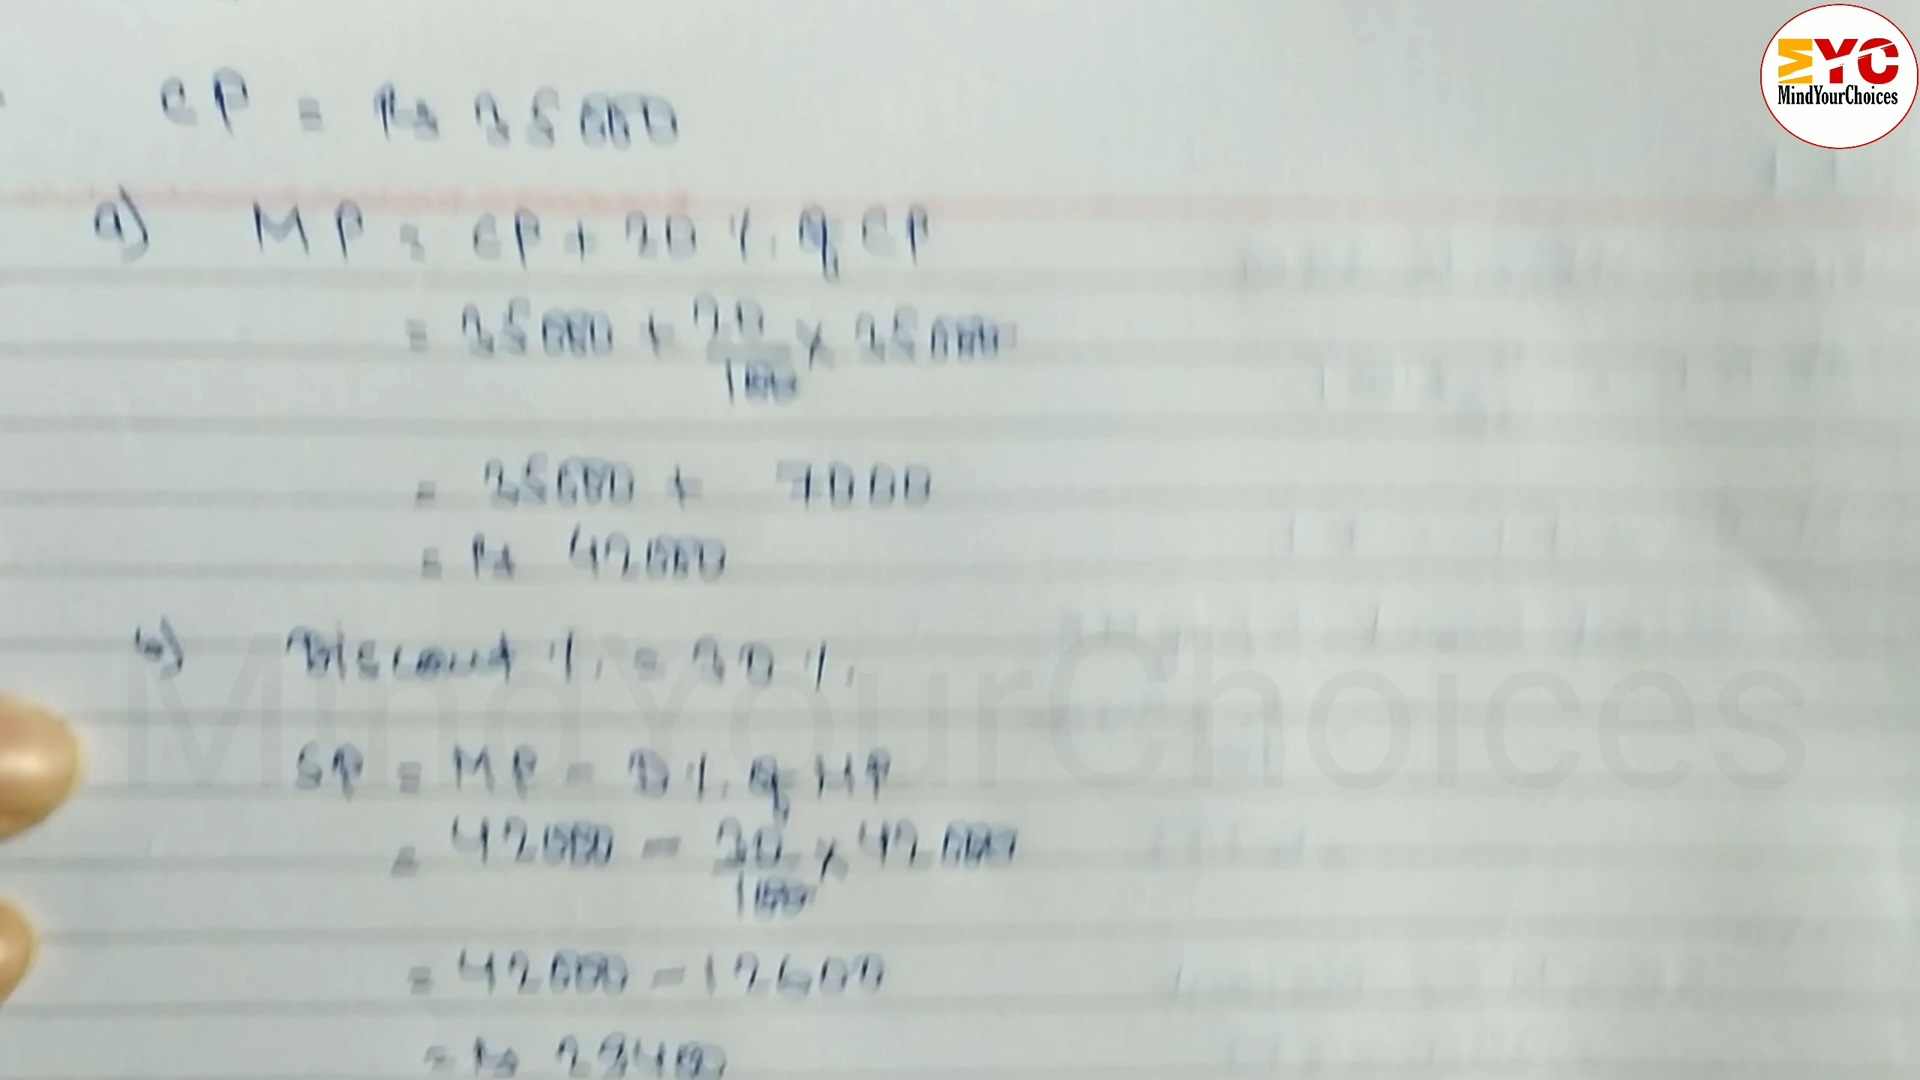 MYC
MindYourChoices
CP = Rs 35000
a) MP = CP + 20 % of CP
= 35000 + 20/100 × 35000
= 35000 + 7000
= Rs 42000
b) Discount % = 30 %
SP = MP - D % of MP
= 42000 - 30/100 × 42000
= 42000 - 12600
= Rs 29400
MindYourChoices